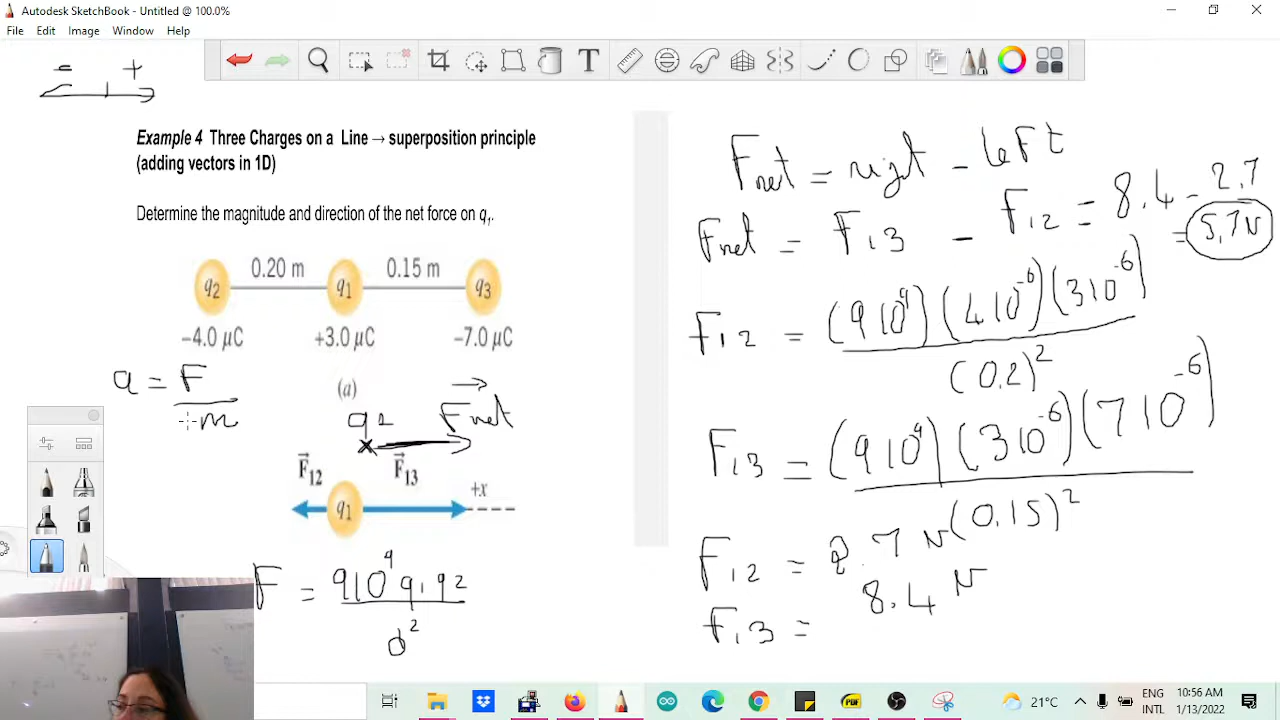 Autodesk SketchBook - Untitled @ 100.0%
File Edit Image Window Help
- +
Example 4 Three Charges on a Line → superposition principle
(adding vectors in 1D)
Determine the magnitude and direction of the net force on q₁.
0.20 m 0.15 m
q₂ q₁ q₃
–4.0 μC +3.0 μC –7.0 μC
a = F
m
(a)
q1 Fnet
F₁₂ F₁₃
+x
q₁
F = 9 10⁹ q1 q2
d²
Fnet = right - left
Fnet = F13 - F12 = 8.4 - 2.7
= 5,7 N
F12 = (9 10⁹) (4 10⁻⁶) (3 10⁻⁶)
(0.2)²
F13 = (9 10⁹) (3 10⁻⁶) (7 10⁻⁶)
(0.15)²
F12 = 2.7 N
F13 = 8.4 N
21°C
ENG
INTL
10:56 AM
1/13/2022